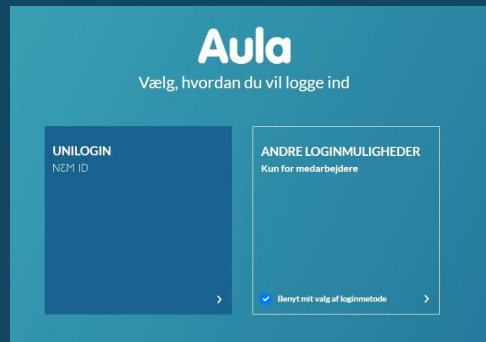 Aula
Vælg, hvordan du vil logge ind
UNILOGIN
NEM ID
ANDRE LOGINMULIGHEDER
Kun for medarbejdere
Benyt mit valg af loginmetode